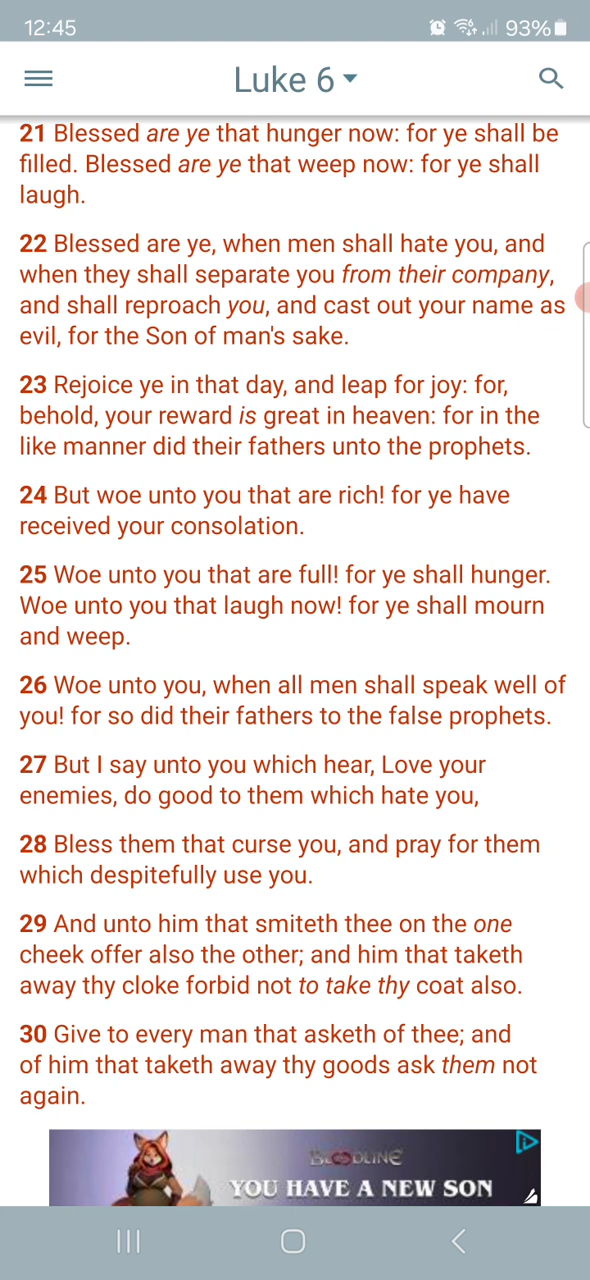 12:45
93%
Luke 6
21 Blessed are ye that hunger now: for ye shall be
filled. Blessed are ye that weep now: for ye shall
laugh.
22 Blessed are ye, when men shall hate you, and
when they shall separate you from their company,
and shall reproach you, and cast out your name as
evil, for the Son of man's sake.
23 Rejoice ye in that day, and leap for joy: for,
behold, your reward is great in heaven: for in the
like manner did their fathers unto the prophets.
24 But woe unto you that are rich! for ye have
received your consolation.
25 Woe unto you that are full! for ye shall hunger.
Woe unto you that laugh now! for ye shall mourn
and weep.
26 Woe unto you, when all men shall speak well of
you! for so did their fathers to the false prophets.
27 But I say unto you which hear, Love your
enemies, do good to them which hate you,
28 Bless them that curse you, and pray for them
which despitefully use you.
29 And unto him that smiteth thee on the one
cheek offer also the other; and him that taketh
away thy cloke forbid not to take thy coat also.
30 Give to every man that asketh of thee; and
of him that taketh away thy goods ask them not
again.
BLOODLINE
YOU HAVE A NEW SON